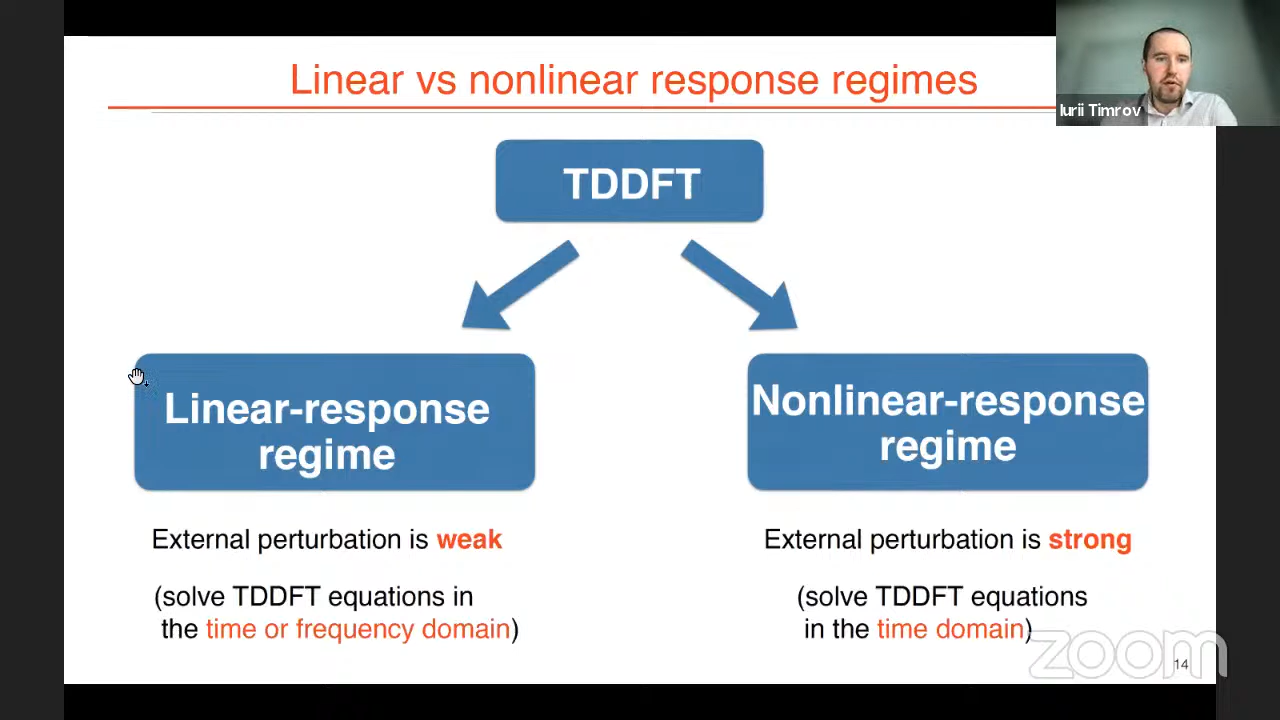 Linear vs nonlinear response regimes
Iurii Timrov
TDDFT
Linear-response
regime
Nonlinear-response
regime
External perturbation is weak
(solve TDDFT equations in
the time or frequency domain)
External perturbation is strong
(solve TDDFT equations
in the time domain)
zoom
14